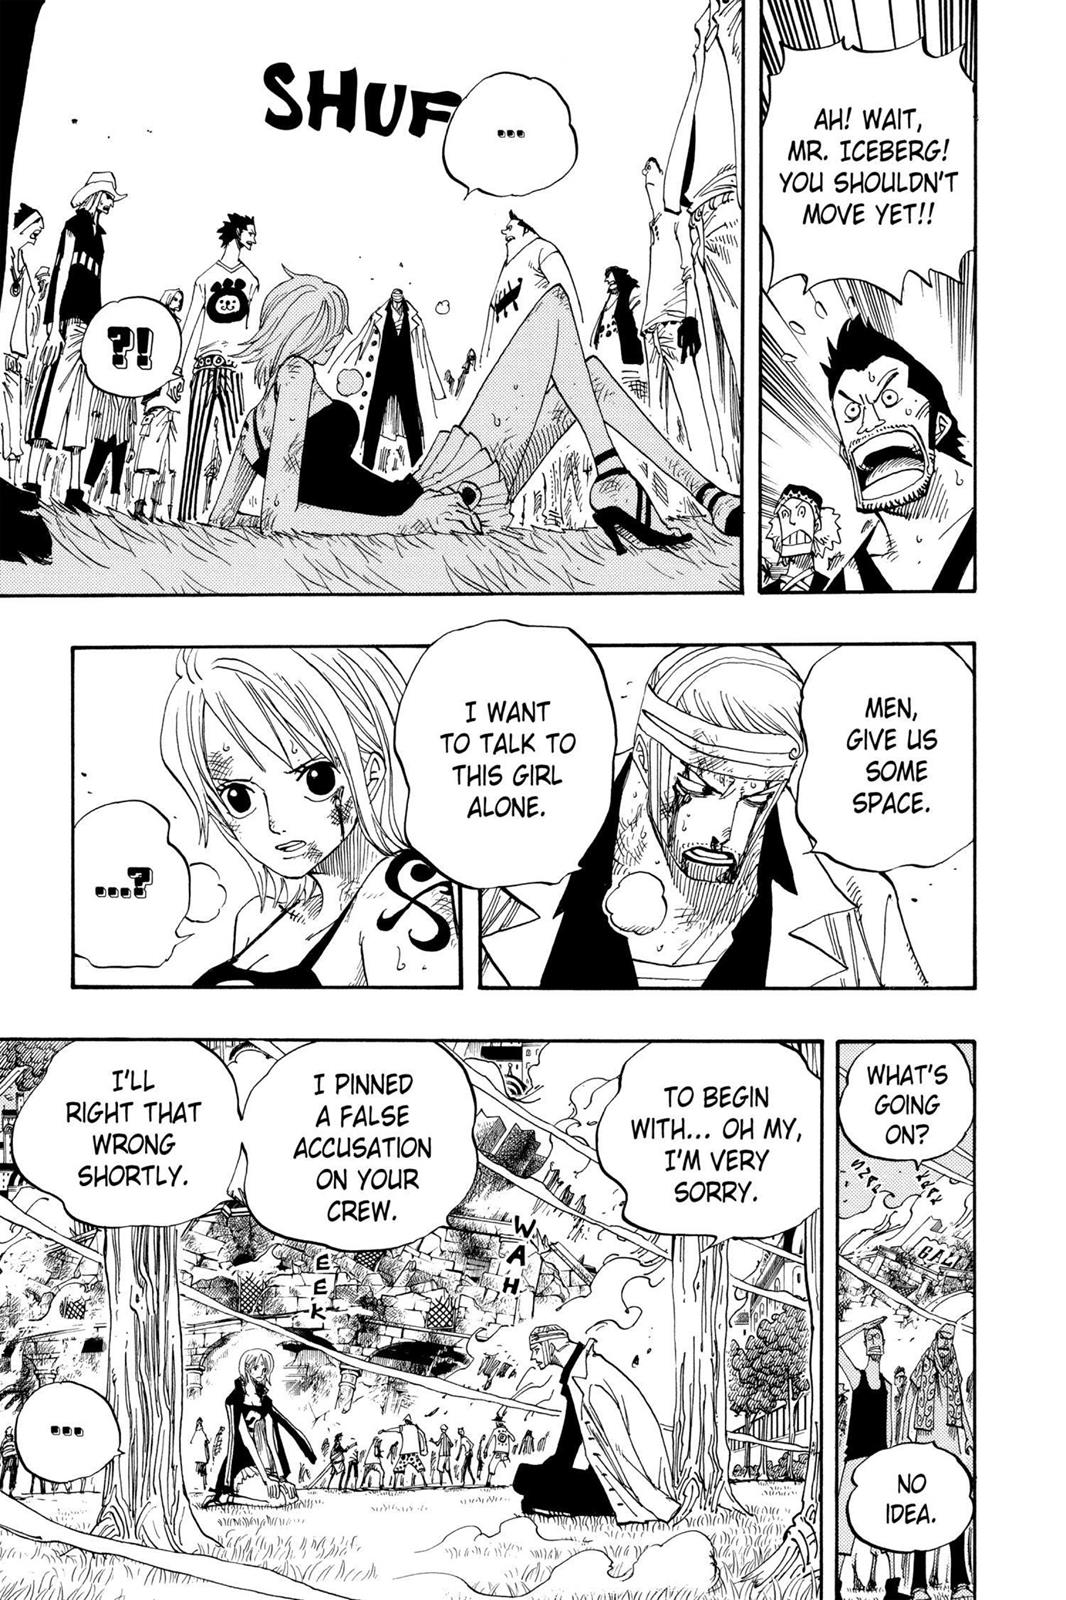 AH! WAIT,
MR. ICEBERG!
YOU SHOULDN'T
MOVE YET!!
...
SHUF
?!
MEN,
GIVE US
SOME
SPACE.
I WANT
TO TALK TO
THIS GIRL
ALONE.
....?
WHAT'S
GOING
ON?
GALL
NO
IDEA.
TO BEGIN
WITH... OH MY,
I'M VERY
SORRY.
I PINNED
A FALSE
ACCUSATION
ON YOUR
CREW.
I'LL
RIGHT THAT
WRONG
SHORTLY.
WAH
EEK
...